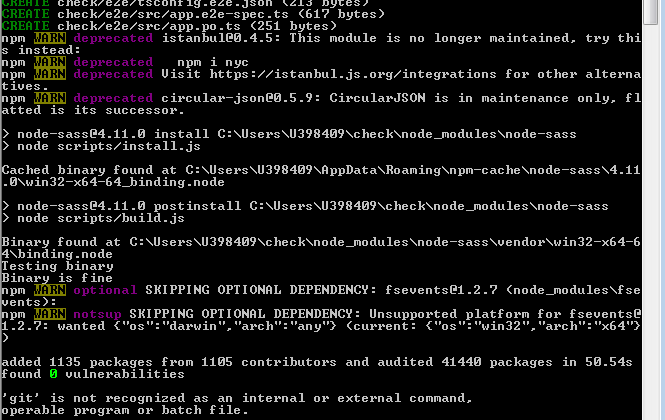 CREATE check/e2e/tsconfig.e2e.json (213 bytes)
CREATE check/e2e/src/app.e2e-spec.ts (617 bytes)
CREATE check/e2e/src/app.po.ts (251 bytes)
npm WARN deprecated istanbul@0.4.5: This module is no longer maintained, try thi
s instead:
npm WARN deprecated   npm i nyc
npm WARN deprecated Visit https://istanbul.js.org/integrations for other alterna
tives.
npm WARN deprecated circular-json@0.5.9: CircularJSON is in maintenance only, fl
atted is its successor.
> node-sass@4.11.0 install C:\Users\U398409\check\node_modules\node-sass
> node scripts/install.js
Cached binary found at C:\Users\U398409\AppData\Roaming\npm-cache\node-sass\4.11
.0\win32-x64-64_binding.node
> node-sass@4.11.0 postinstall C:\Users\U398409\check\node_modules\node-sass
> node scripts/build.js
Binary found at C:\Users\U398409\check\node_modules\node-sass\vendor\win32-x64-6
4\binding.node
Testing binary
Binary is fine
npm WARN optional SKIPPING OPTIONAL DEPENDENCY: fsevents@1.2.7 (node_modules\fse
vents):
npm WARN notsup SKIPPING OPTIONAL DEPENDENCY: Unsupported platform for fsevents@
1.2.7: wanted {"os":"darwin","arch":"any"} (current: {"os":"win32","arch":"x64"}
)
added 1135 packages from 1105 contributors and audited 41440 packages in 50.54s
found 0 vulnerabilities
'git' is not recognized as an internal or external command,
operable program or batch file.